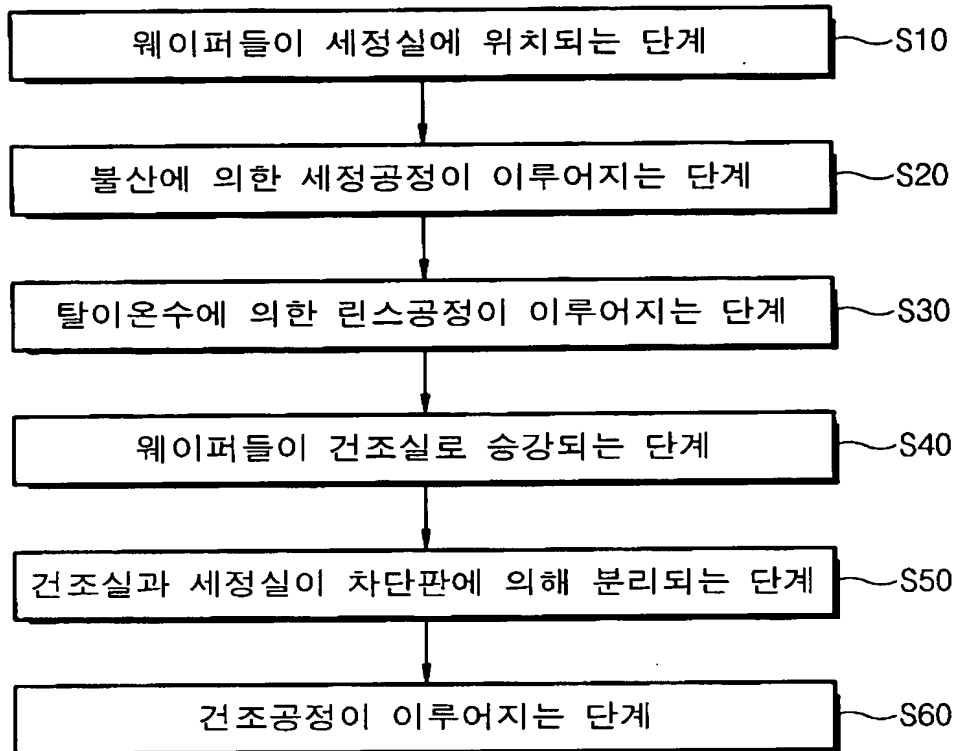 웨이퍼들이 세정실에 위치되는 단계 S10
불산에 의한 세정공정이 이루어지는 단계 S20
탈이온수에 의한 린스공정이 이루어지는 단계 S30
웨이퍼들이 건조실로 승강되는 단계 S40
건조실과 세정실이 차단판에 의해 분리되는 단계 S50
건조공정이 이루어지는 단계 S60